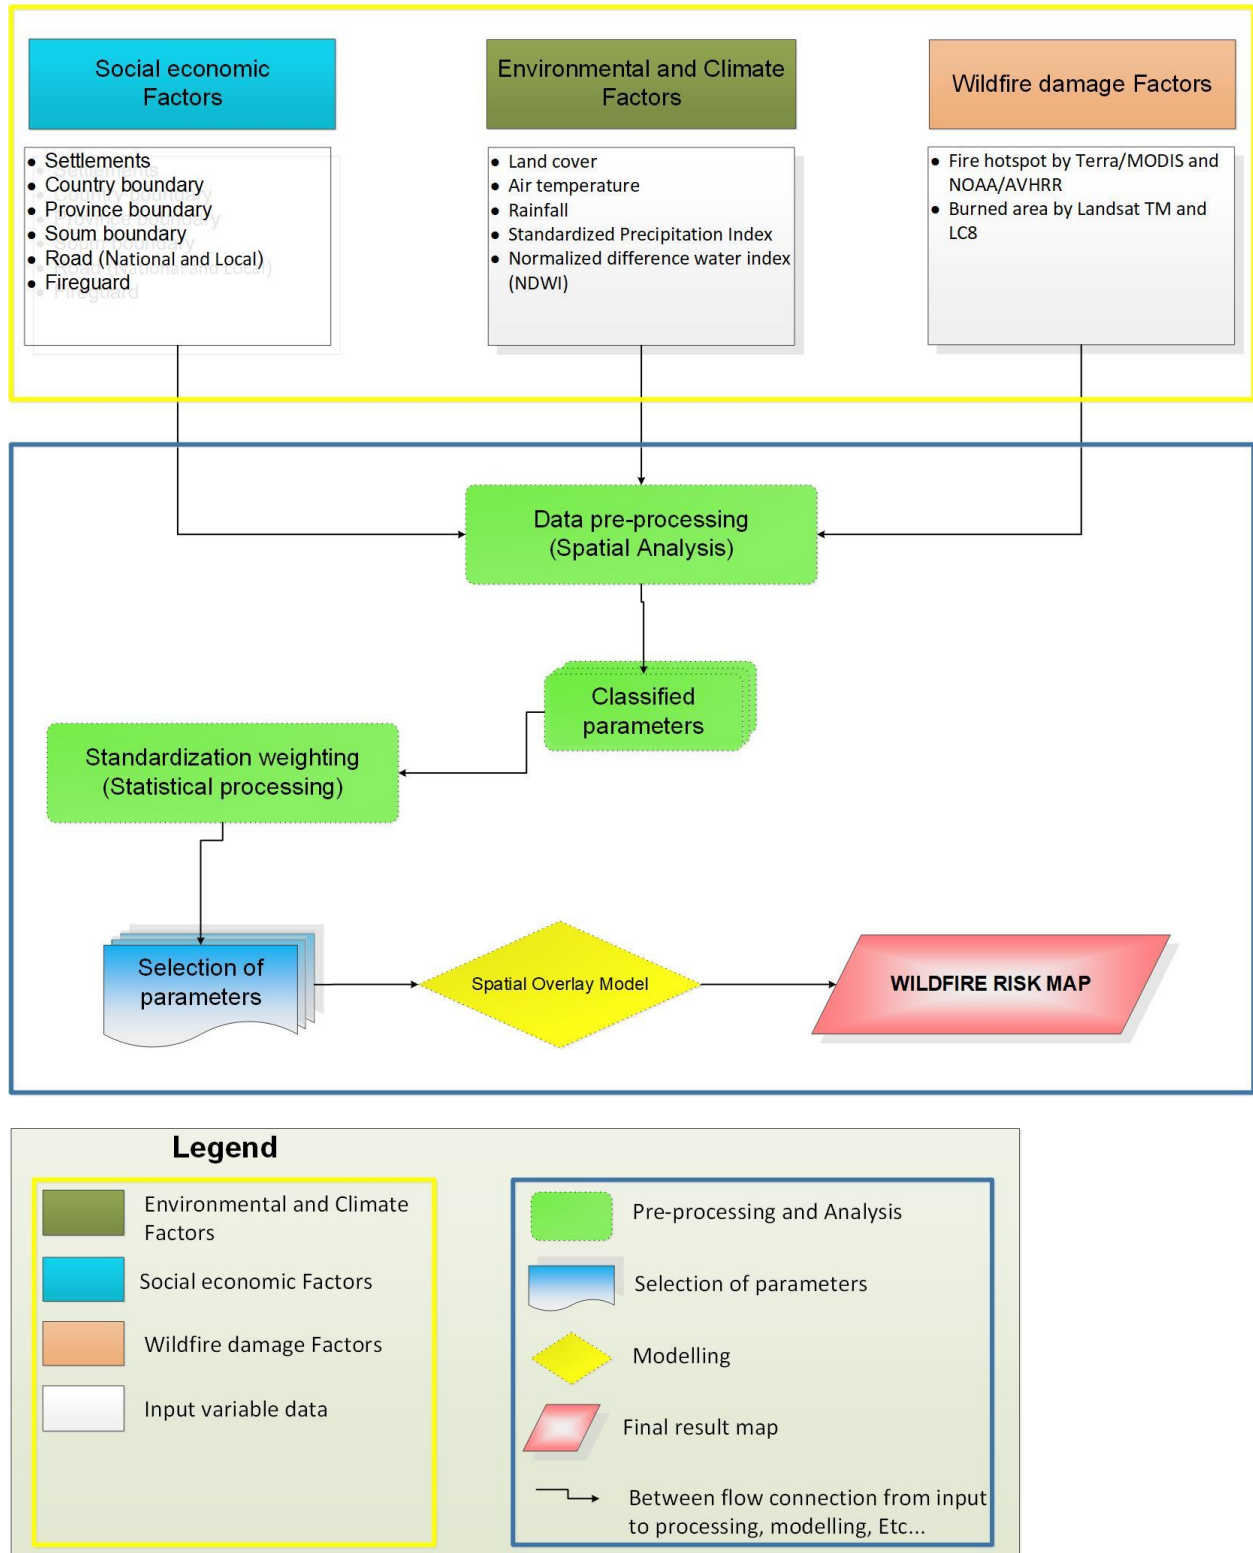 Social economic
Factors
Environmental and Climate
Factors
Wildfire damage Factors
● Settlements
● Country boundary
● Province boundary
● Soum boundary
● Road (National and Local)
● Fireguard
● Land cover
● Air temperature
● Rainfall
● Standardized Precipitation Index
● Normalized difference water index
(NDWI)
● Fire hotspot by Terra/MODIS and
NOAA/AVHRR
● Burned area by Landsat TM and
LC8
Data pre-processing
(Spatial Analysis)
Classified
parameters
Standardization weighting
(Statistical processing)
Selection of
parameters
Spatial Overlay Model
WILDFIRE RISK MAP
Legend
Environmental and Climate
Factors
Social economic Factors
Wildfire damage Factors
Input variable data
Pre-processing and Analysis
Selection of parameters
Modelling
Final result map
Between flow connection from input
to processing, modelling, Etc...